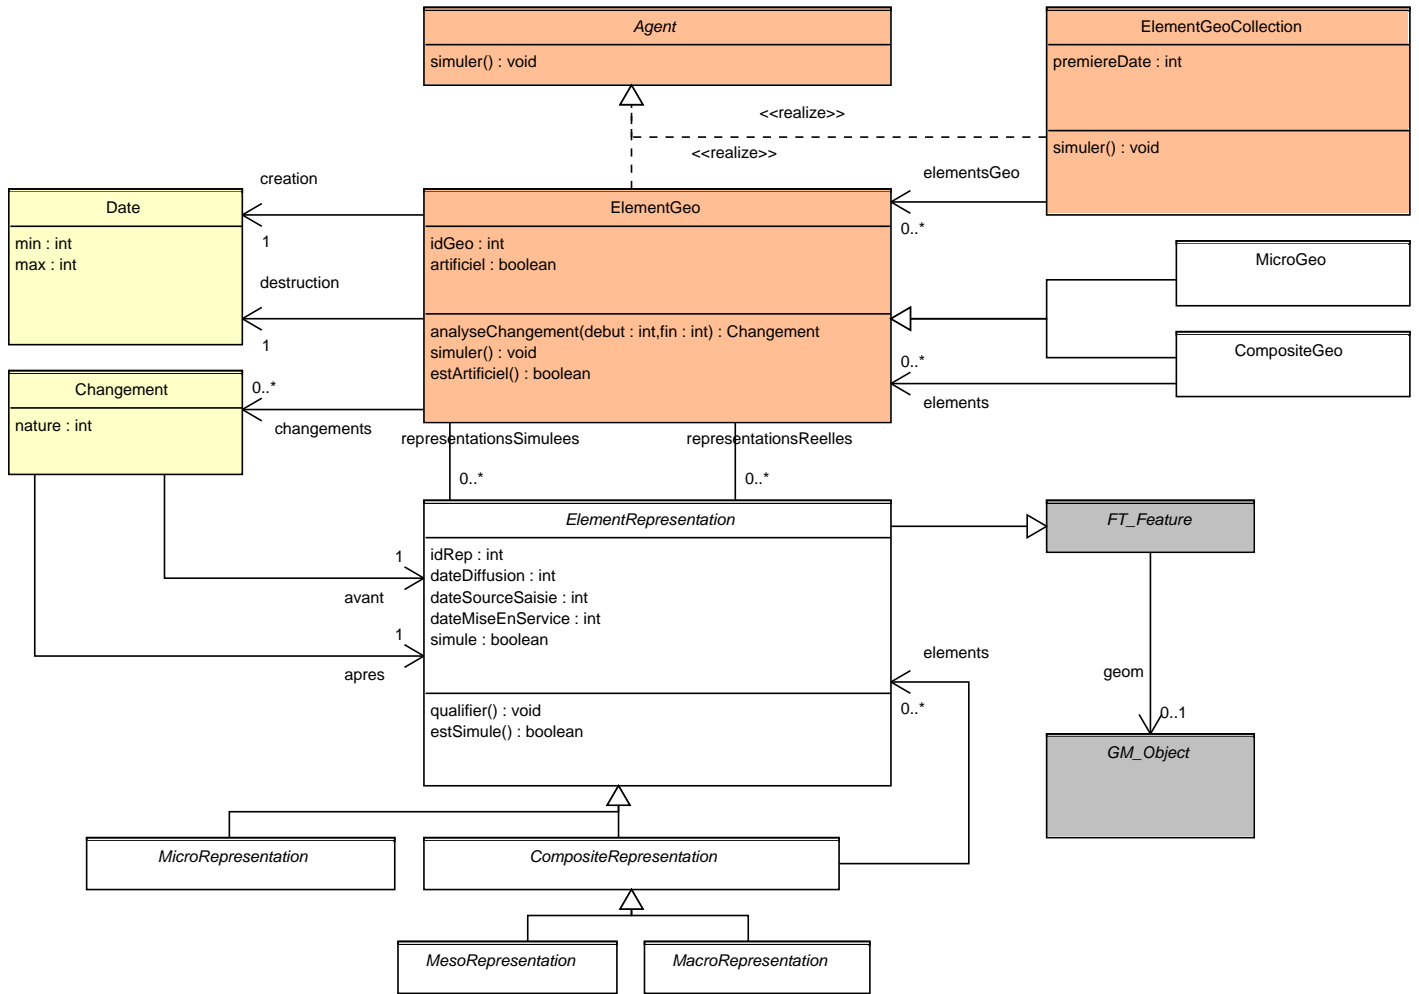 Agent
simuler() : void
ElementGeoCollection
premiereDate : int
simuler() : void
<<realize>>
<<realize>>
creation
1
destruction
1
elementsGeo
0..*
Date
min : int
max : int
ElementGeo
idGeo : int
artificiel : boolean
analyseChangement(debut : int,fin : int) : Changement
simuler() : void
estArtificiel() : boolean
MicroGeo
CompositeGeo
0..*
elements
Changement
nature : int
0..*
changements
representationsSimulees
0..*
representationsReelles
0..*
ElementRepresentation
idRep : int
dateDiffusion : int
dateSourceSaisie : int
dateMiseEnService : int
simule : boolean
qualifier() : void
estSimule() : boolean
1
avant
1
apres
FT_Feature
geom
0..1
GM_Object
elements
0..*
MicroRepresentation
CompositeRepresentation
MesoRepresentation
MacroRepresentation